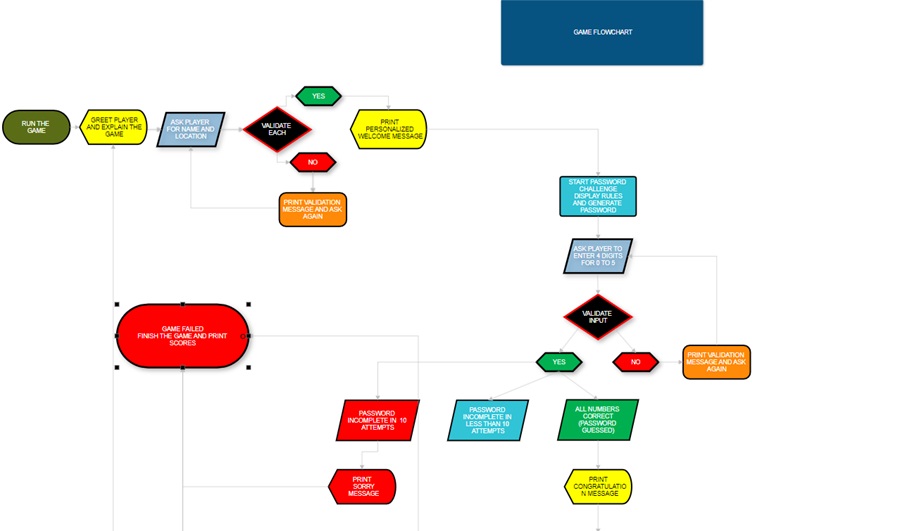 GAME FLOWCHART
YES
RUN THE
GAME
GREET PLAYER
AND EXPLAIN THE
GAME
ASK PLAYER
FOR NAME AND
LOCATION
VALIDATE
EACH
PRINT
PERSONALIZED
WELCOME MESSAGE
NO
PRINT VALIDATION
MESSAGE AND ASK
AGAIN
START PASSWORD
CHALLENGE
DISPLAY RULES
AND GENERATE
PASSWORD
ASK PLAYER TO
ENTER 4 DIGITS
FOR 0 TO 5
VALIDATE
INPUT
GAME FAILED
FINISH THE GAME AND PRINT
SCORES
YES
NO
PRINT VALIDATION
MESSAGE AND ASK
AGAIN
PASSWORD
INCOMPLETE IN 10
ATTEMPTS
PASSWORD
INCOMPLETE IN
LESS THAN 10
ATTEMPTS
ALL NUMBERS
CORRECT
(PASSWORD
GUESSED)
PRINT
SORRY
MESSAGE
PRINT
CONGRATULATIO
N MESSAGE